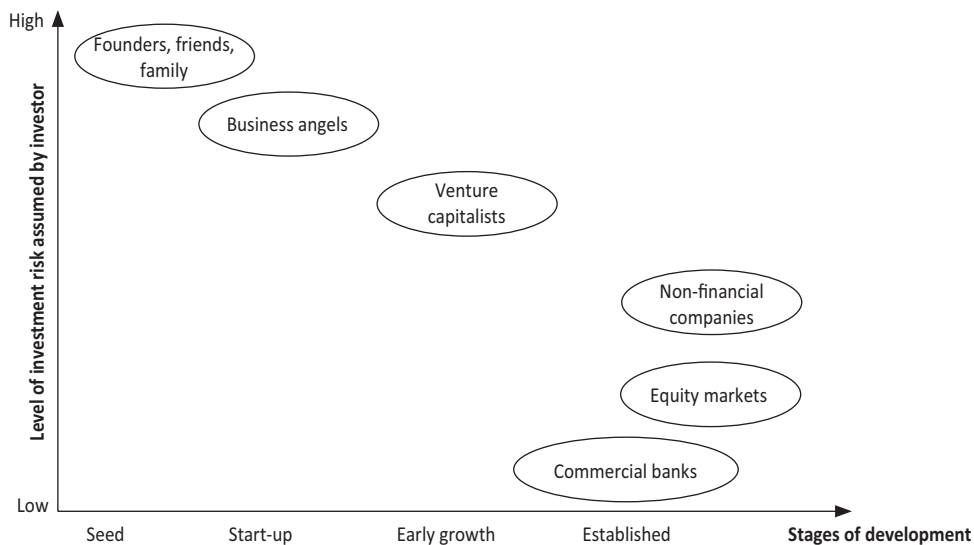 High
Founders, friends,
family
Business angels
Venture
capitalists
Non-financial
companies
Equity markets
Commercial banks
Level of investment risk assumed by investor
Low
Seed
Start-up
Early growth
Established
Stages of development